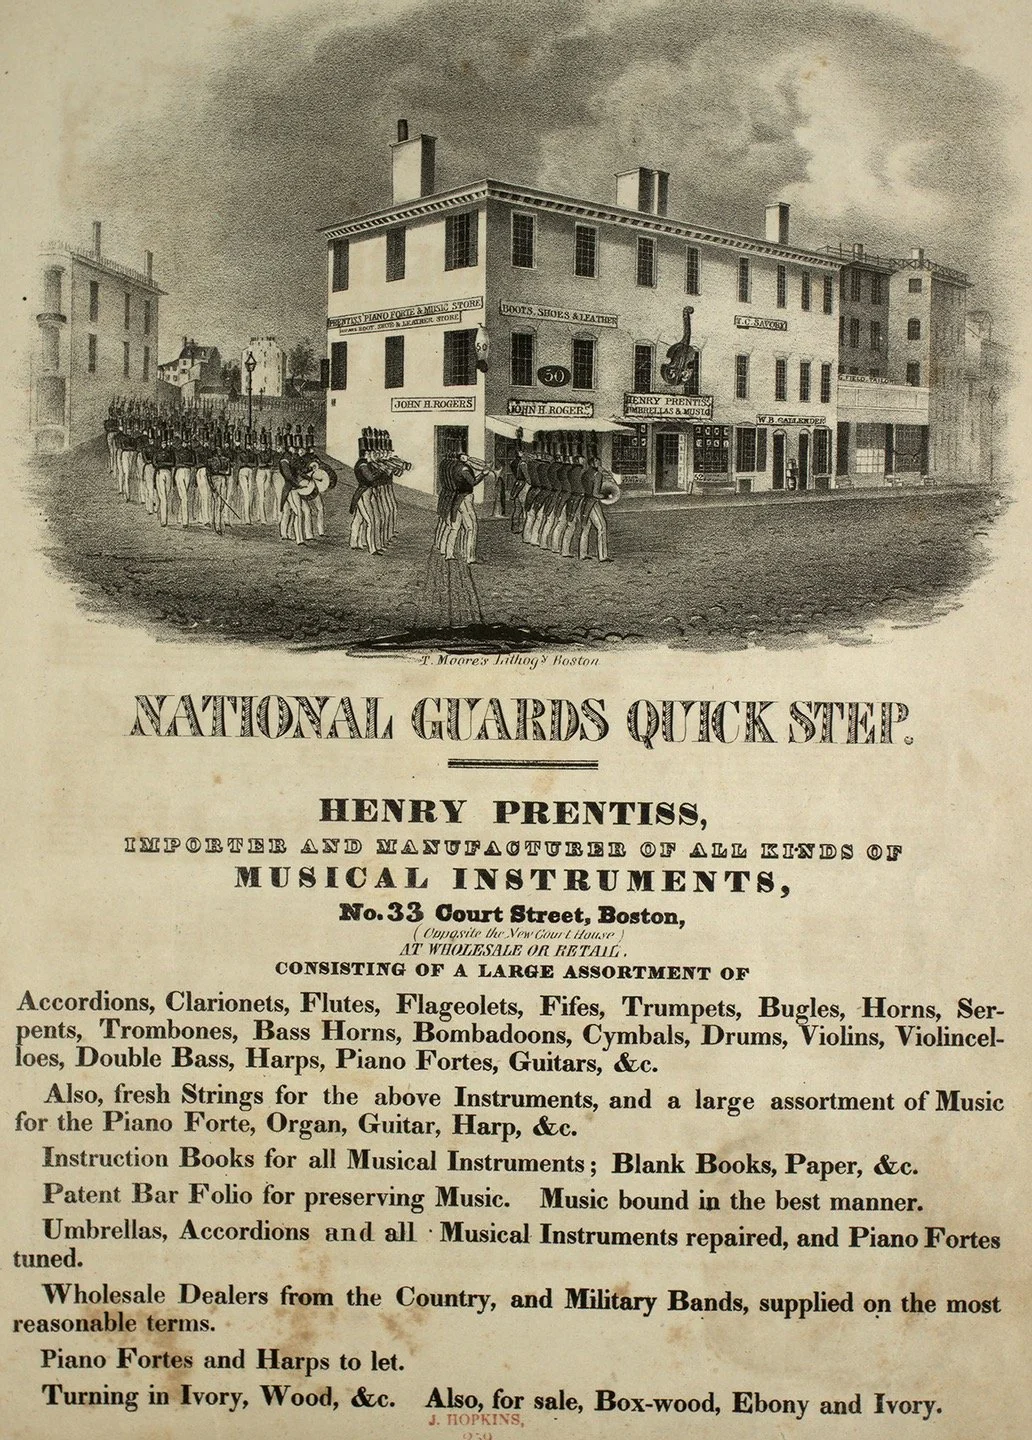 PRENTISS' PIANO FORTE & MUSIC STORE
BOOT, SHOE & LEATHER STORE
BOOTS, SHOES & LEATHER
T. C. SAVORY
50
50
JOHN H. ROGERS
JOHN H. ROGERS
HENRY PRENTISS
UMBRELLAS & MUSIC
W. B. CALLENDER
T. Moore's Lithogy Boston
NATIONAL GUARDS QUICK STEP.
HENRY PRENTISS,
IMPORTER AND MANUFACTURER OF ALL KINDS OF
MUSICAL INSTRUMENTS,
No. 33 Court Street, Boston,
(Opposite the New Court House)
AT WHOLESALE OR RETAIL.
CONSISTING OF A LARGE ASSORTMENT OF
Accordions, Clarionets, Flutes, Flageolets, Fifes, Trumpets, Bugles, Horns, Ser-
pents, Trombones, Bass Horns, Bombadoons, Cymbals, Drums, Violins, Violincel-
loes, Double Bass, Harps, Piano Fortes, Guitars, &c.
Also, fresh Strings for the above Instruments, and a large assortment of Music
for the Piano Forte, Organ, Guitar, Harp, &c.
Instruction Books for all Musical Instruments; Blank Books, Paper, &c.
Patent Bar Folio for preserving Music. Music bound in the best manner.
Umbrellas, Accordions and all Musical Instruments repaired, and Piano Fortes
tuned.
Wholesale Dealers from the Country, and Military Bands, supplied on the most
reasonable terms.
Piano Fortes and Harps to let.
Turning in Ivory, Wood, &c. Also, for sale, Box-wood, Ebony and Ivory.
J. HOPKINS,